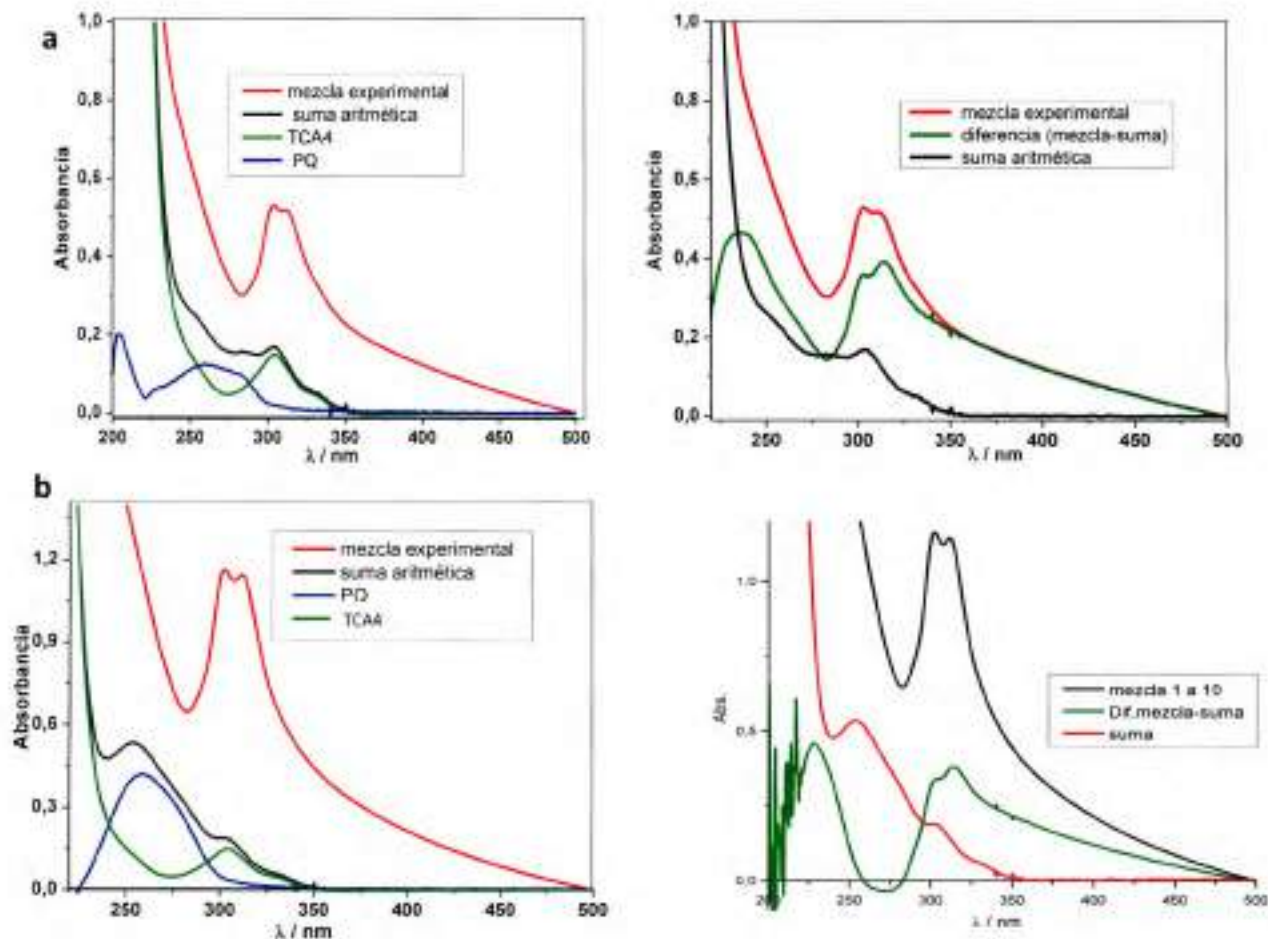 a
1,0
0,8
0,6
0,4
0,2
0,0
Absorbancia
200 250 300 350 400 450 500
λ / nm
mezcla experimental
suma aritmética
TCA4
PQ
1,0
0,8
0,6
0,4
0,2
0,0
Absorbancia
250 300 350 400 450 500
λ / nm
mezcla experimental
diferencia (mezcla-suma)
suma aritmética
b
1,2
0,9
0,6
0,3
0,0
Absorbancia
250 300 350 400 450 500
λ / nm
mezcla experimental
suma aritmética
PQ
TCA4
1,0
0,5
0,0
Abs.
250 300 350 400 450 500
λ / nm
mezcla 1 a 10
Dif.mezcla-suma
suma